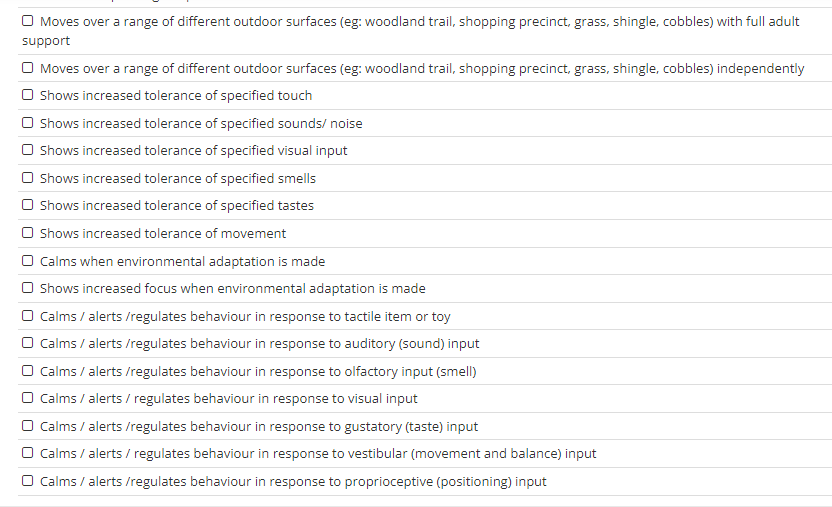 Moves over a range of different outdoor surfaces (eg: woodland trail, shopping precinct, grass, shingle, cobbles) with full adult
support
Moves over a range of different outdoor surfaces (eg: woodland trail, shopping precinct, grass, shingle, cobbles) independently
Shows increased tolerance of specified touch
Shows increased tolerance of specified sounds/ noise
Shows increased tolerance of specified visual input
Shows increased tolerance of specified smells
Shows increased tolerance of specified tastes
Shows increased tolerance of movement
Calms when environmental adaptation is made
Shows increased focus when environmental adaptation is made
Calms / alerts /regulates behaviour in response to tactile item or toy
Calms / alerts /regulates behaviour in response to auditory (sound) input
Calms / alerts /regulates behaviour in response to olfactory input (smell)
Calms / alerts / regulates behaviour in response to visual input
Calms / alerts /regulates behaviour in response to gustatory (taste) input
Calms / alerts / regulates behaviour in response to vestibular (movement and balance) input
Calms / alerts /regulates behaviour in response to proprioceptive (positioning) input